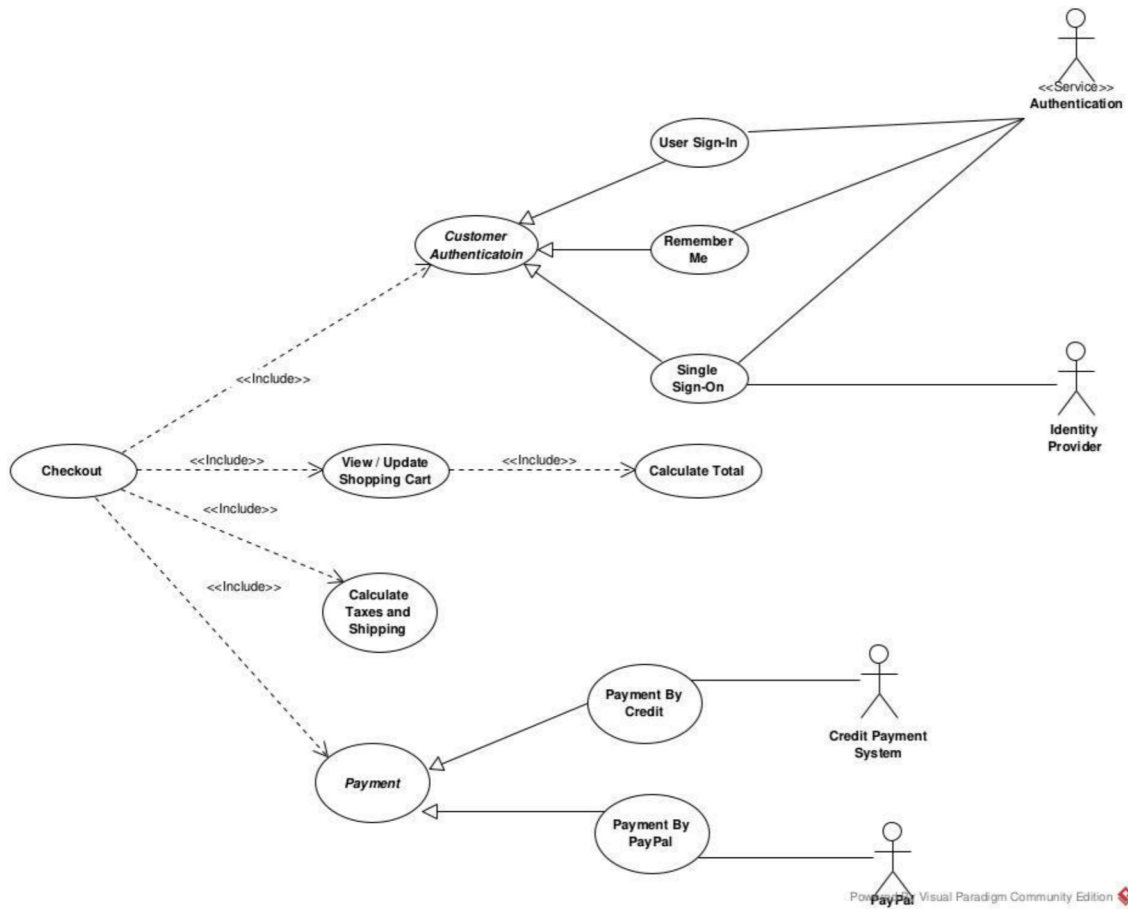 <<Service>>
Authentication
User Sign-In
Customer
Authenticatoin
Remember
Me
<<Include>>
Single
Sign-On
Identity
Provider
Checkout
<<Include>>
View / Update
Shopping Cart
<<Include>>
Calculate Total
<<Include>>
<<Include>>
Calculate
Taxes and
Shipping
Payment By
Credit
Credit Payment
System
Payment
Payment By
PayPal
PayPal
Powered By Visual Paradigm Community Edition